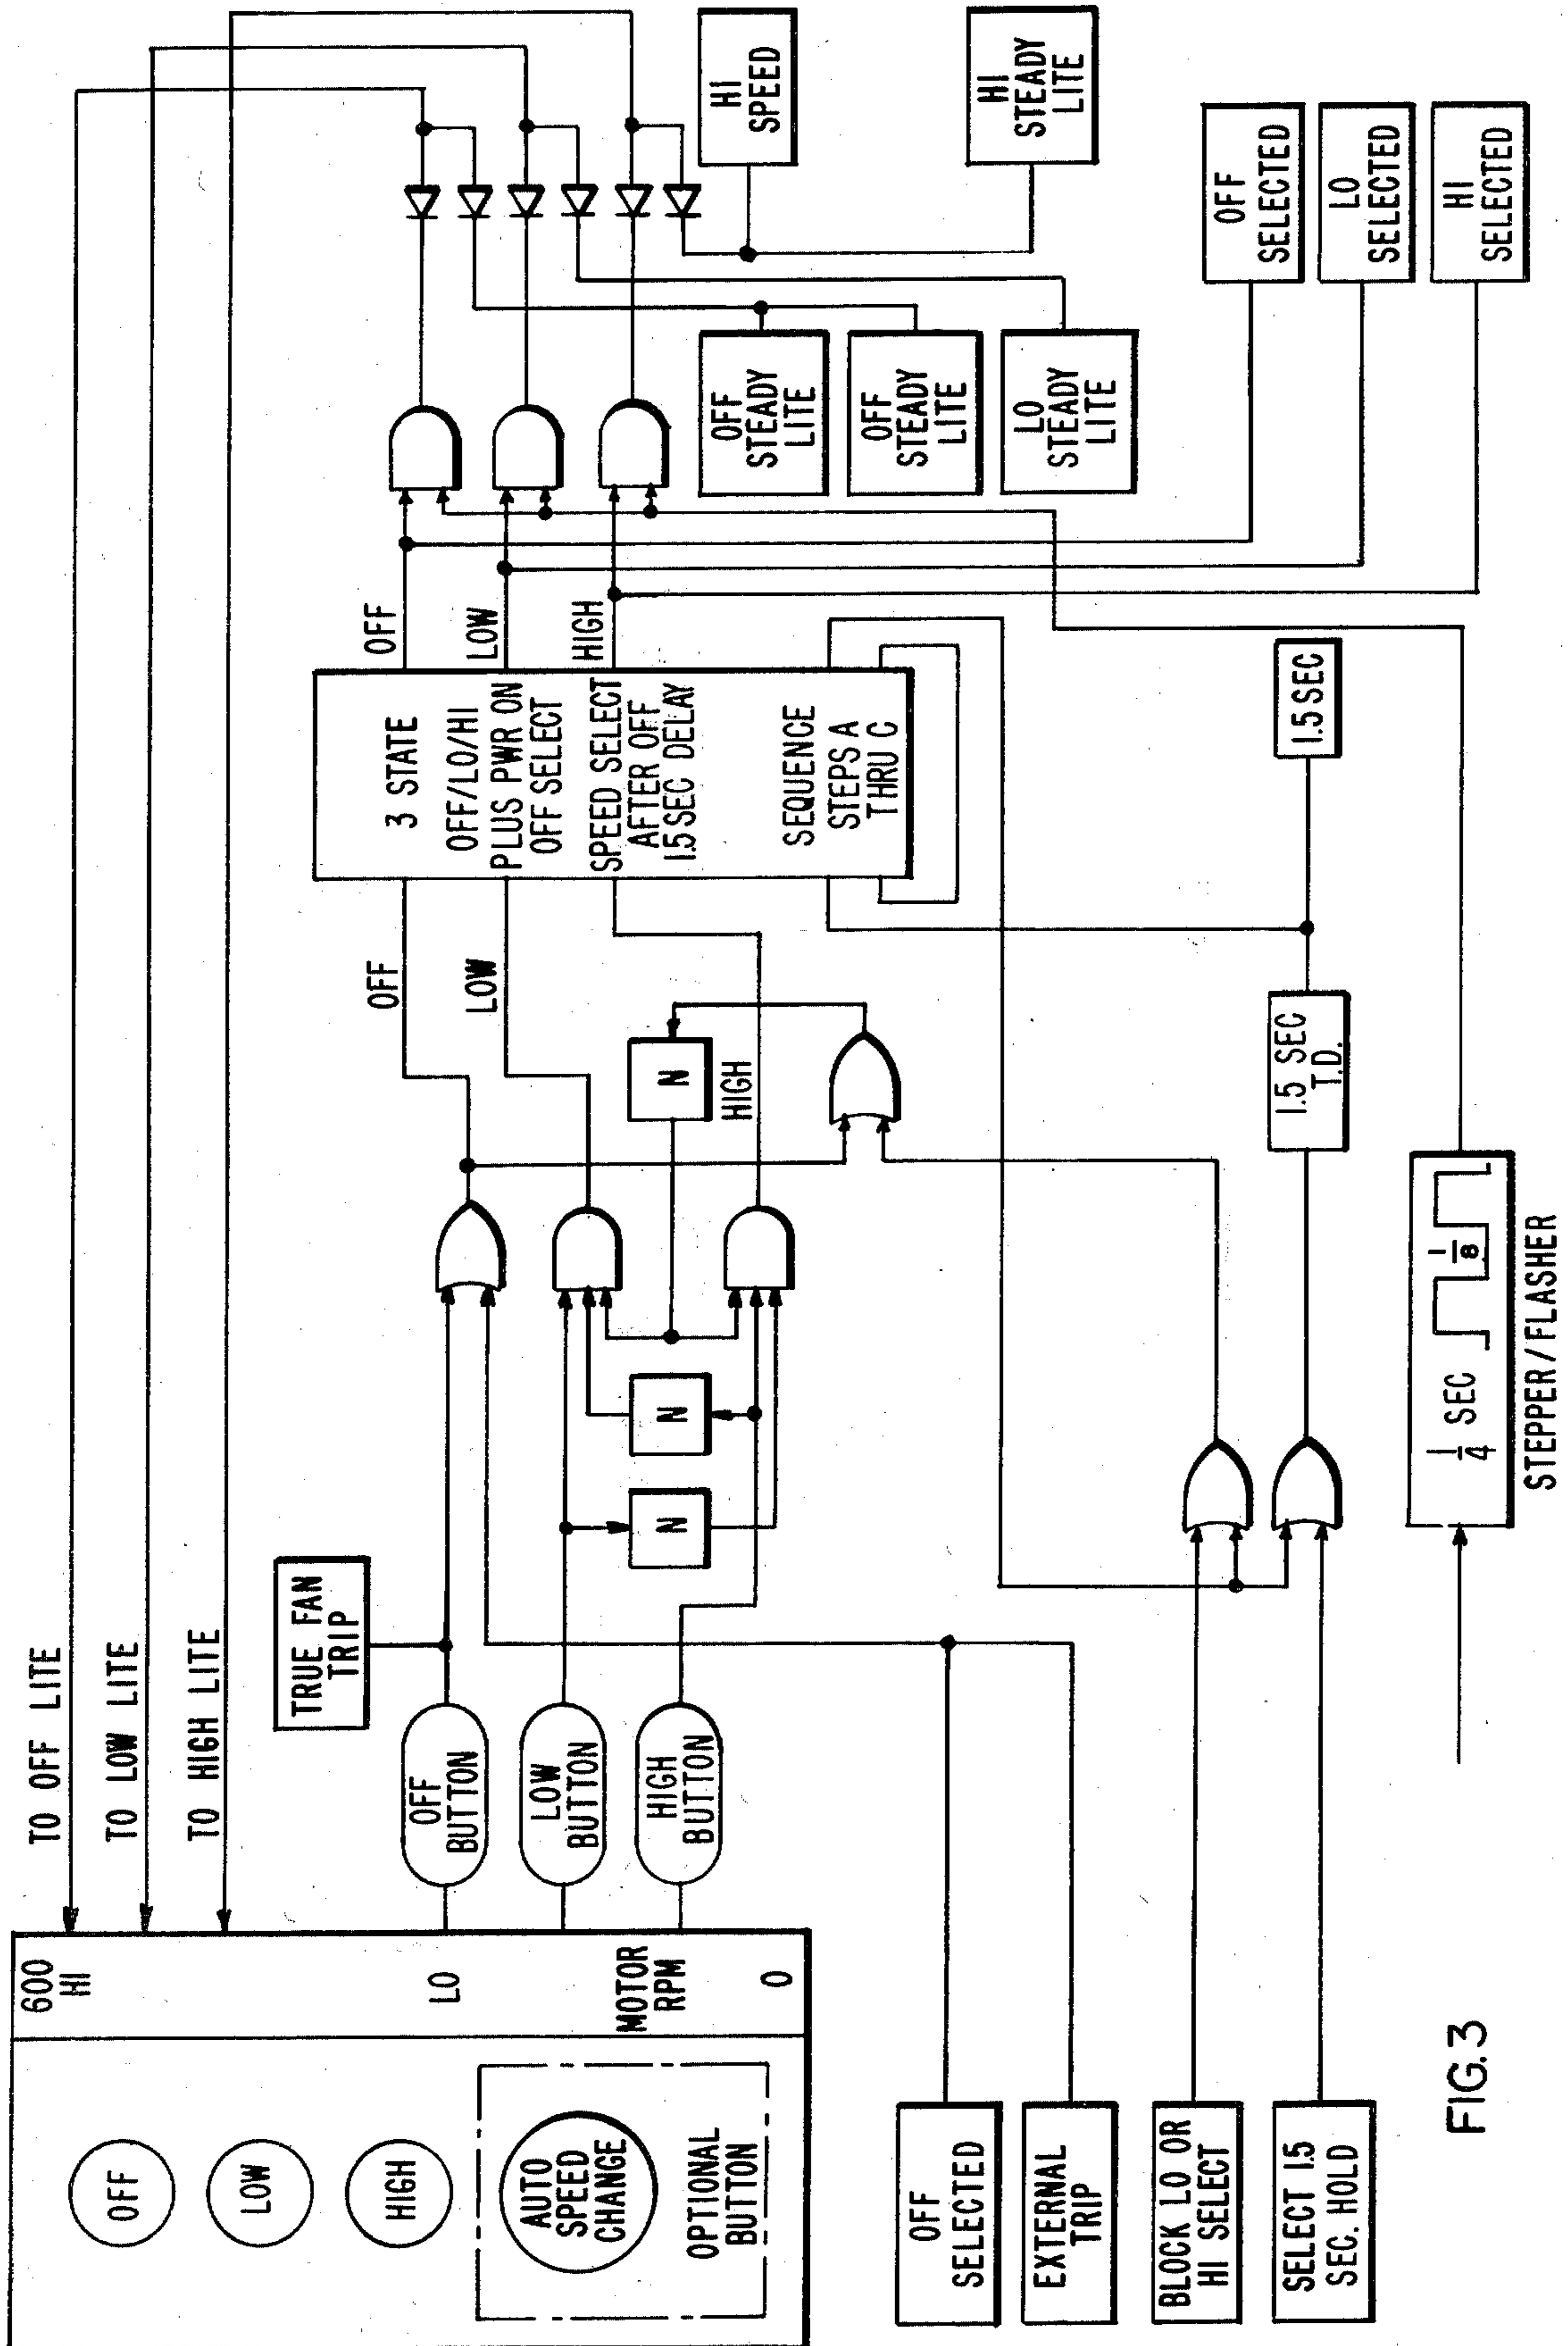 600
HI
LO
MOTOR
RPM
0
OFF
LOW
HIGH
AUTO
SPEED
CHANGE
OPTIONAL
BUTTON
TO OFF LITE
TO LOW LITE
TO HIGH LITE
TRUE FAN
TRIP
OFF
BUTTON
LOW
BUTTON
HIGH
BUTTON
OFF
SELECTED
EXTERNAL
TRIP
BLOCK LO OR
HI SELECT
SELECT 1.5
SEC. HOLD
N
N
N
OFF
LOW
HIGH
3 STATE
OFF/LO/HI
PLUS PWR ON
OFF SELECT
SPEED SELECT
AFTER OFF
1.5SEC DELAY
SEQUENCE
STEPS A
THRU C
OFF
LOW
HIGH
1.5 SEC
T.D.
1.5 SEC
1/4 SEC
1/8
STEPPER/FLASHER
OFF
STEADY
LITE
OFF
STEADY
LITE
LO
STEADY
LITE
HI
SPEED
HI
STEADY
LITE
OFF
SELECTED
LO
SELECTED
HI
SELECTED
FIG.3